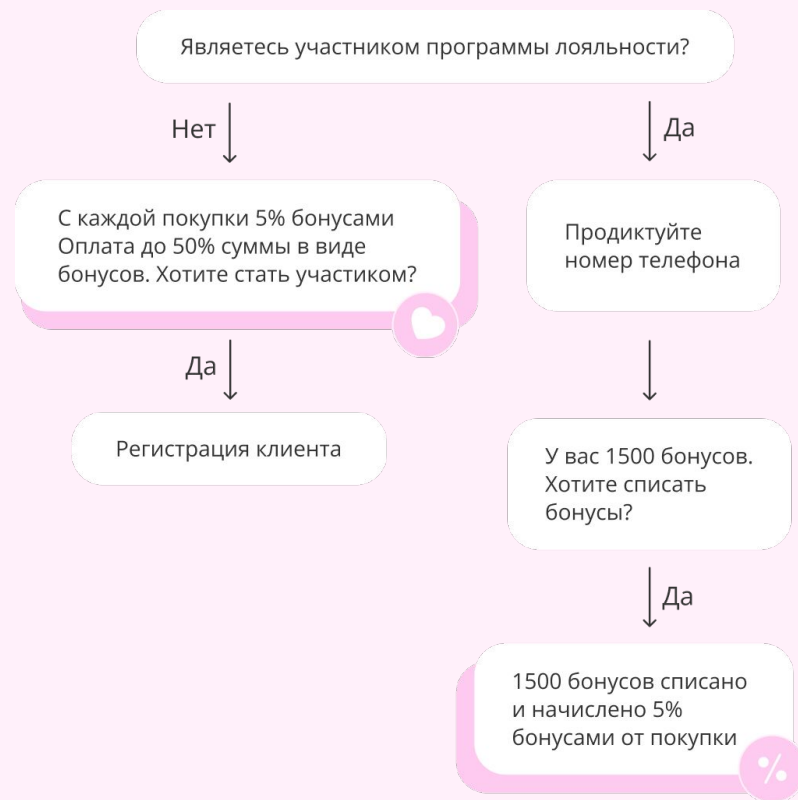 Являетесь участником программы лояльности?
Нет
Да
С каждой покупки 5% бонусами
Оплата до 50% суммы в виде
бонусов. Хотите стать участиком?
Продиктуйте
номер телефона
Да
Регистрация клиента
У вас 1500 бонусов.
Хотите списать
бонусы?
Да
1500 бонусов списано
и начислено 5%
бонусами от покупки
%